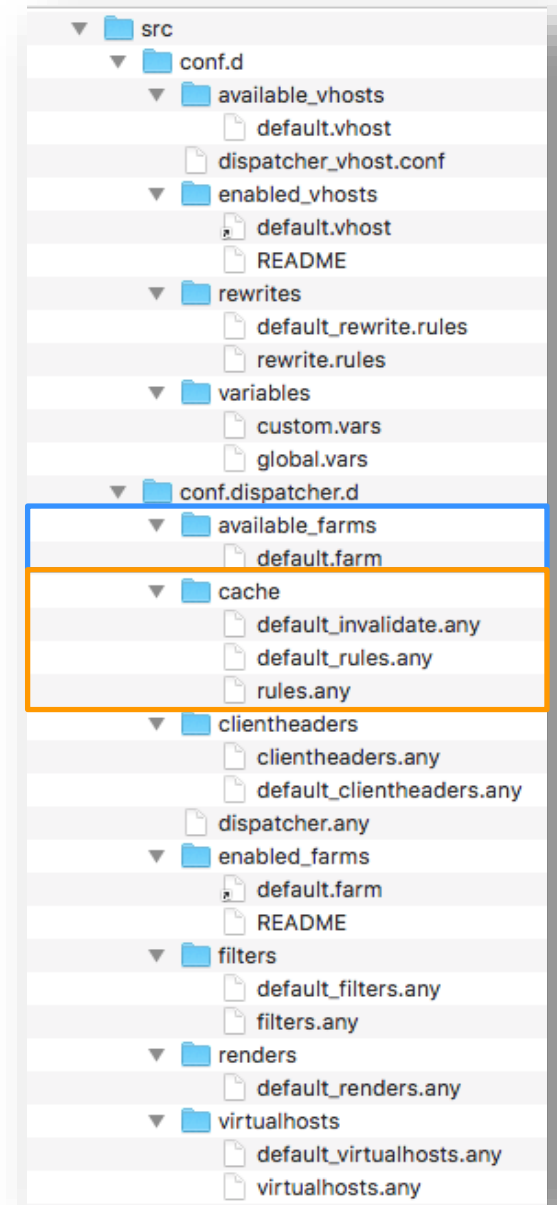 src
conf.d
available_vhosts
default.vhost
dispatcher_vhost.conf
enabled_vhosts
default.vhost
README
rewrites
default_rewrite.rules
rewrite.rules
variables
custom.vars
global.vars
conf.dispatcher.d
available_farms
default.farm
cache
default_invalidate.any
default_rules.any
rules.any
clientheaders
clientheaders.any
default_clientheaders.any
dispatcher.any
enabled_farms
default.farm
README
filters
default_filters.any
filters.any
renders
default_renders.any
virtualhosts
default_virtualhosts.any
virtualhosts.any